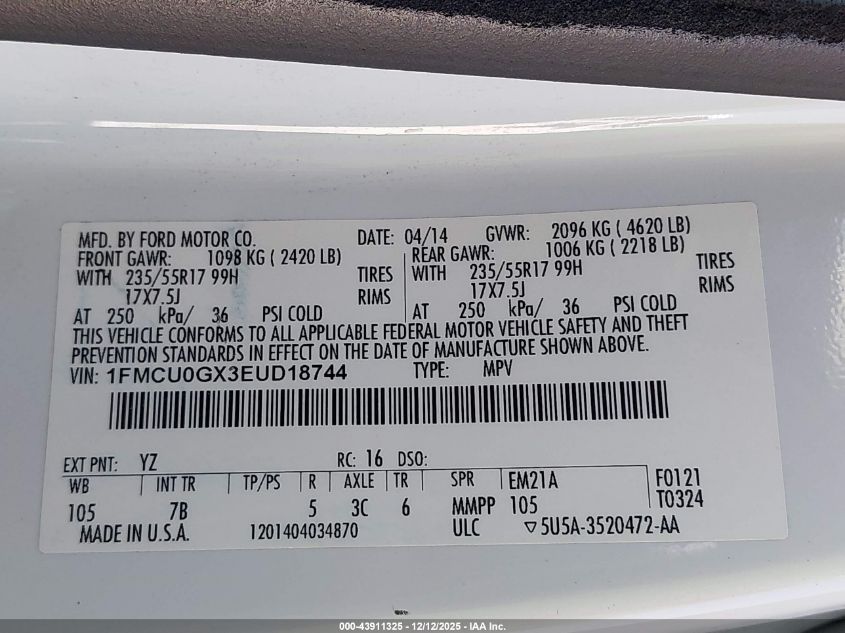 MFD. BY FORD MOTOR CO. DATE: 04/14 GVWR: 2096 KG ( 4620 LB)
FRONT GAWR: 1098 KG ( 2420 LB) REAR GAWR: 1006 KG ( 2218 LB)
WITH 235/55R17 99H TIRES WITH 235/55R17 99H TIRES
17X7.5J RIMS 17X7.5J RIMS
AT 250 kPa/ 36 PSI COLD AT 250 kPa/ 36 PSI COLD
THIS VEHICLE CONFORMS TO ALL APPLICABLE FEDERAL MOTOR VEHICLE SAFETY AND THEFT
PREVENTION STANDARDS IN EFFECT ON THE DATE OF MANUFACTURE SHOWN ABOVE.
VIN: 1FMCU0GX3EUD18744 TYPE: MPV
EXT PNT: YZ RC: 16 DSO:
WB INT TR TP/PS R AXLE TR SPR EM21A F0121
105 7B 5 3C 6 MMPP 105 T0324
MADE IN U.S.A. 1201404034870 ULC ▽5U5A-3520472-AA
000-43911325 - 12/12/2025 - IAA Inc.